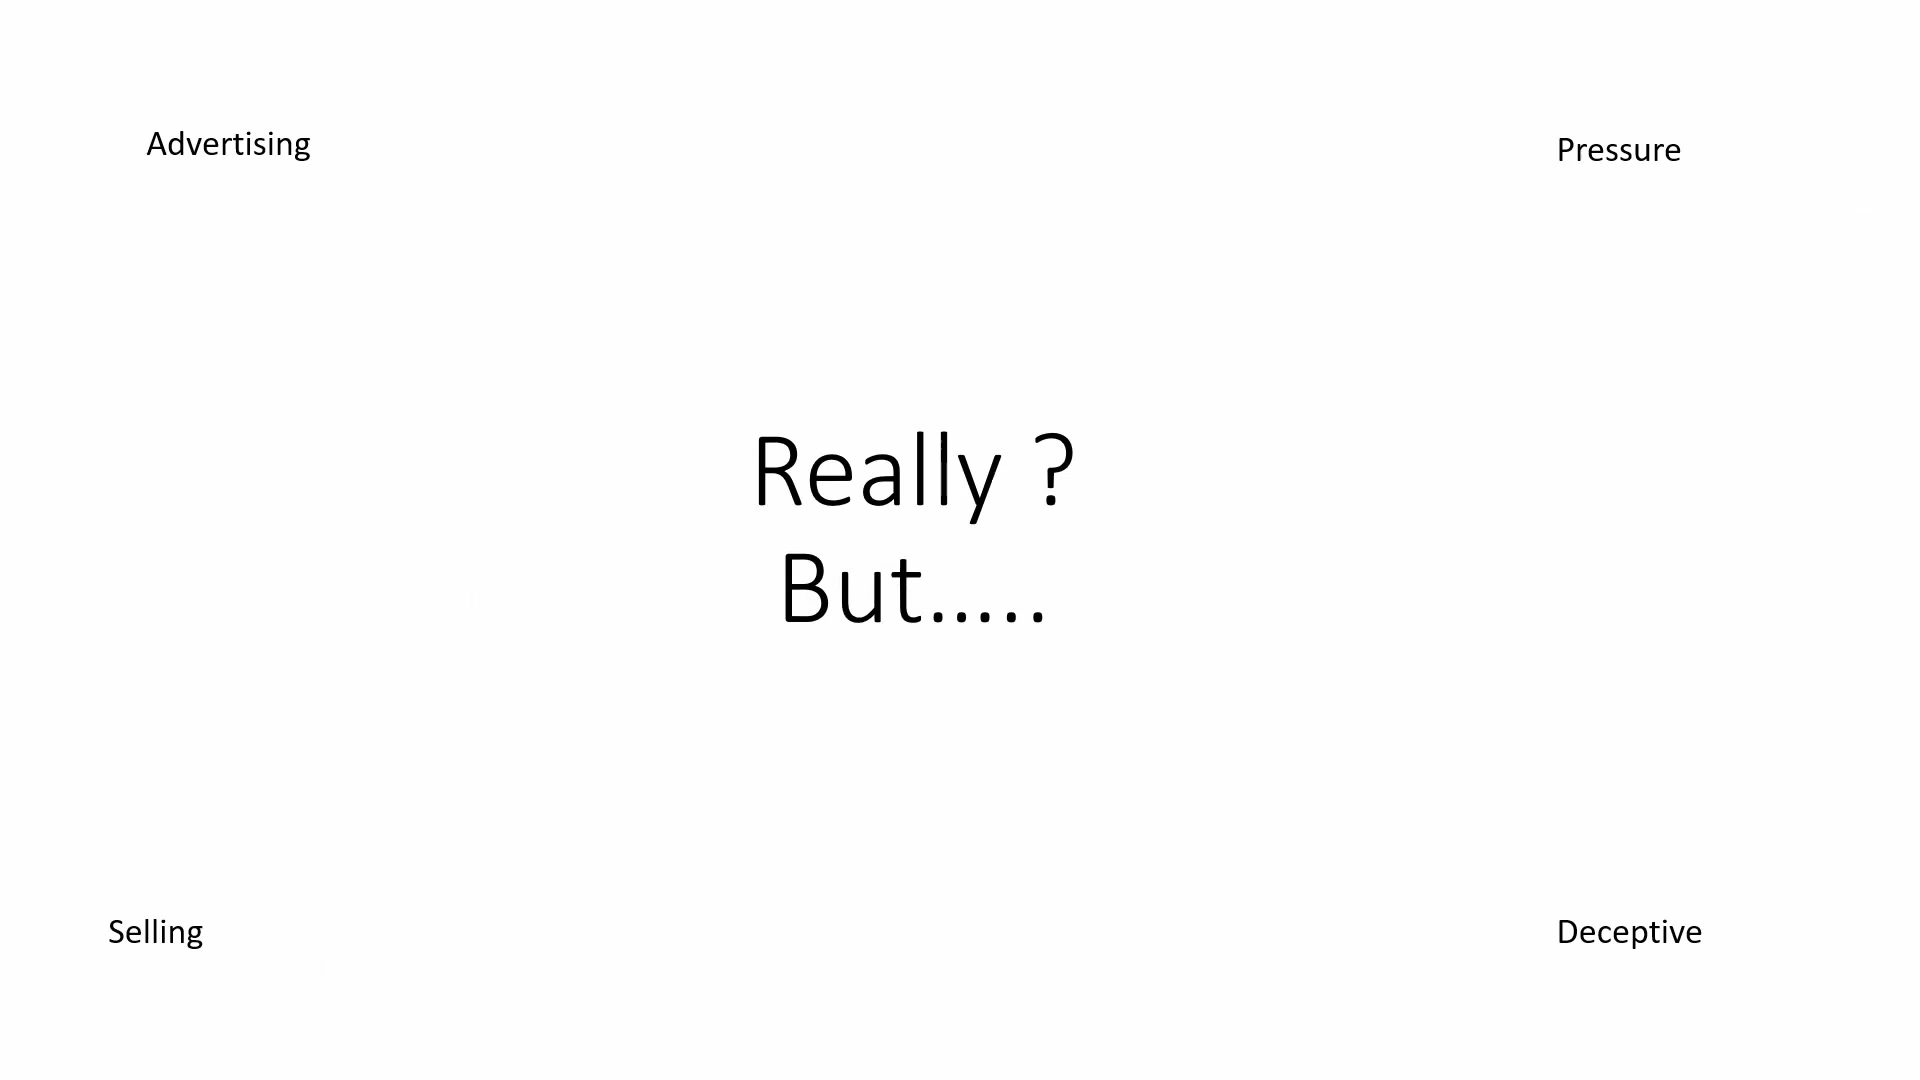 Advertising
Pressure
Really ?
But.....
Selling
Deceptive